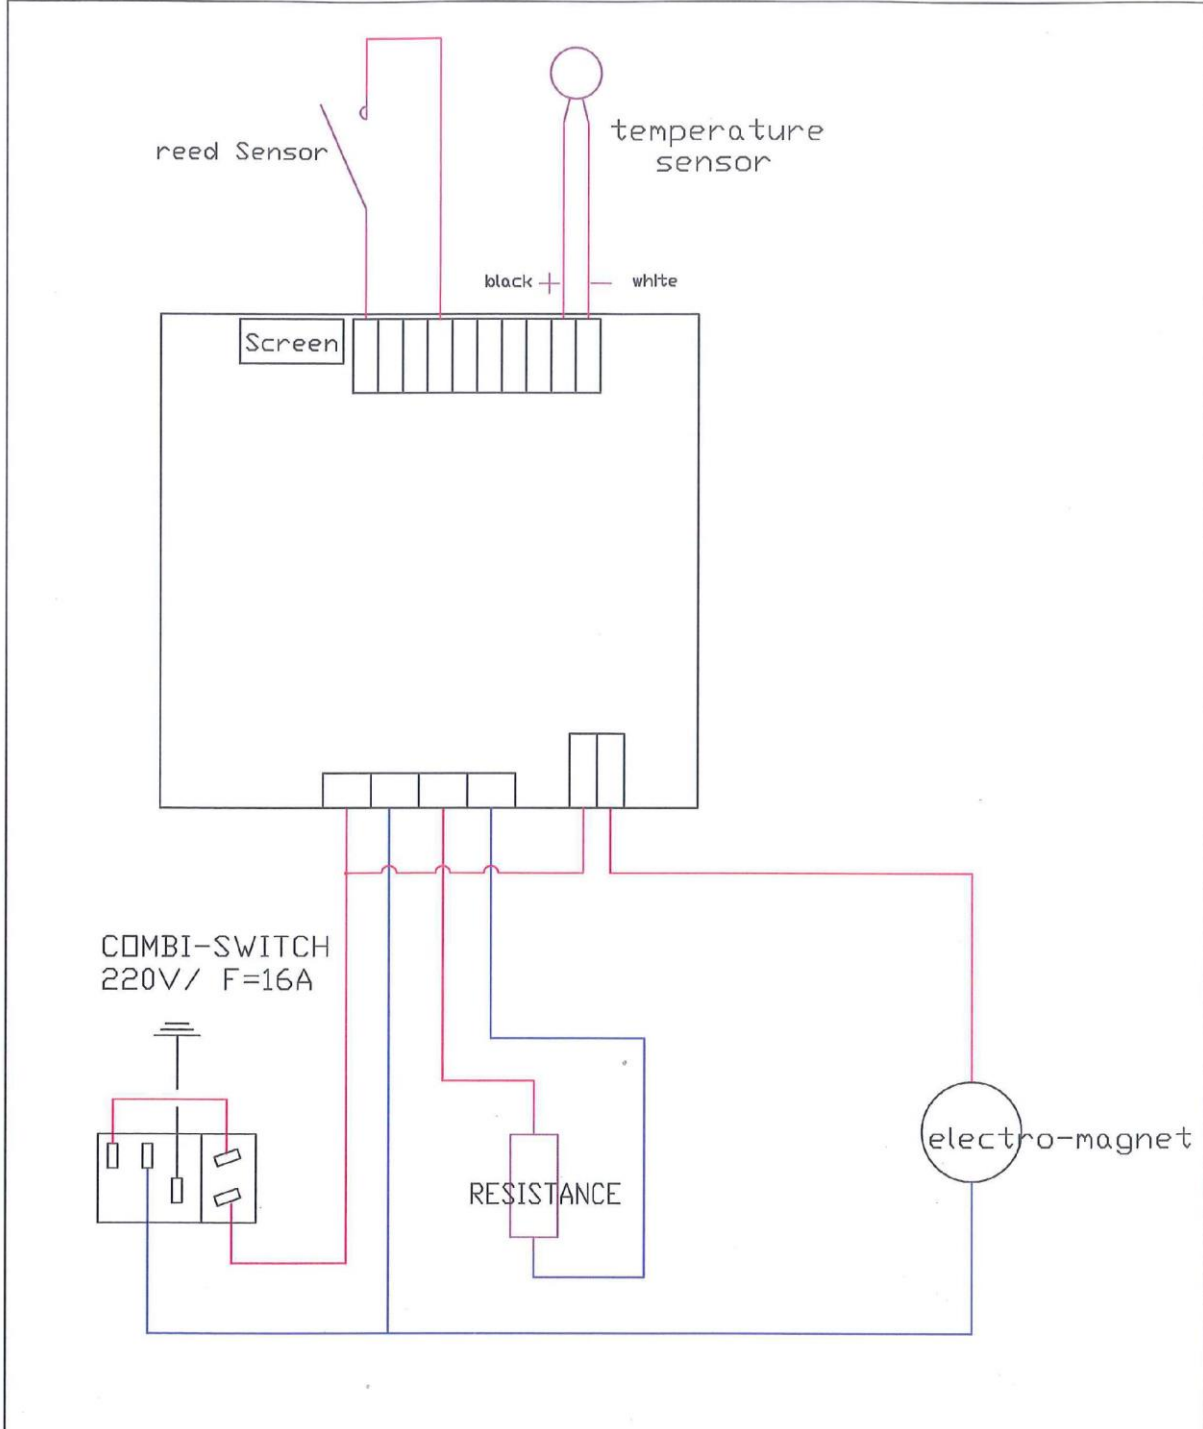 reed Sensor
temperature
sensor
black + - white
Screen
COMBI-SWITCH
220V/ F=16A
electro-magnet
RESISTANCE